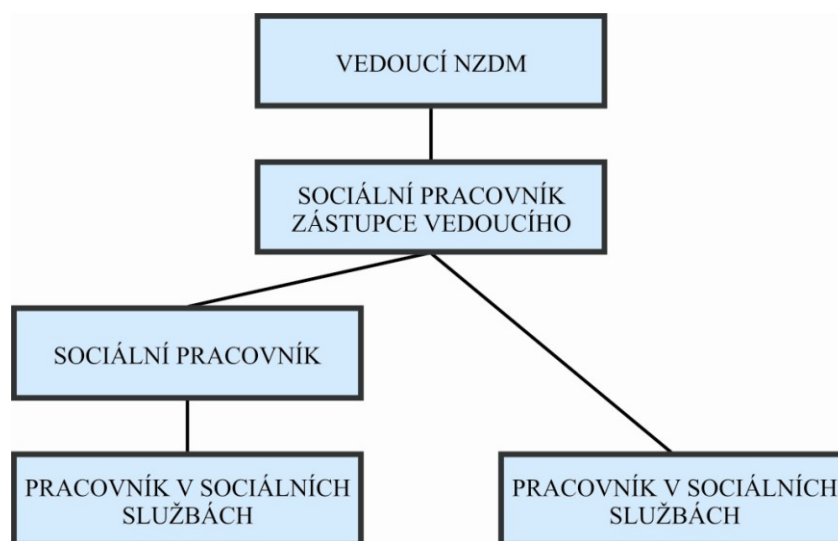 VEDOUCÍ NZDM
SOCIÁLNÍ PRACOVNÍK
ZÁSTUPCE VEDOUCÍHO
SOCIÁLNÍ PRACOVNÍK
PRACOVNÍK V SOCIÁLNÍCH
SLUŽBÁCH
PRACOVNÍK V SOCIÁLNÍCH
SLUŽBÁCH